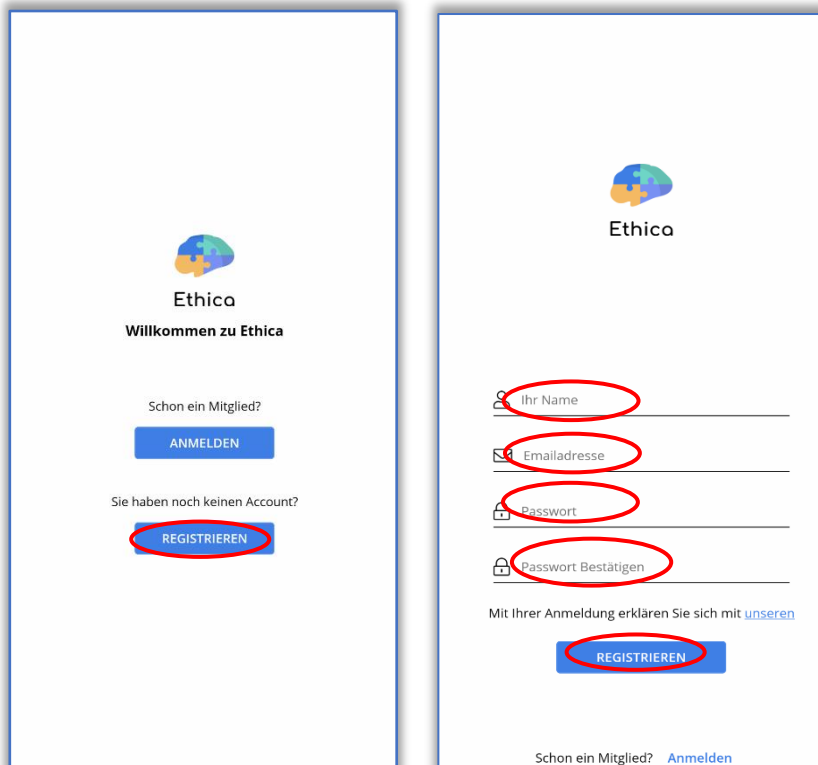 Ethica
Willkommen zu Ethica
Schon ein Mitglied?
ANMELDEN
Sie haben noch keinen Account?
REGISTRIEREN
Ethica
Ihr Name
Emailadresse
Passwort
Passwort Bestätigen
Mit Ihrer Anmeldung erklären Sie sich mit unseren
REGISTRIEREN
Schon ein Mitglied? Anmelden